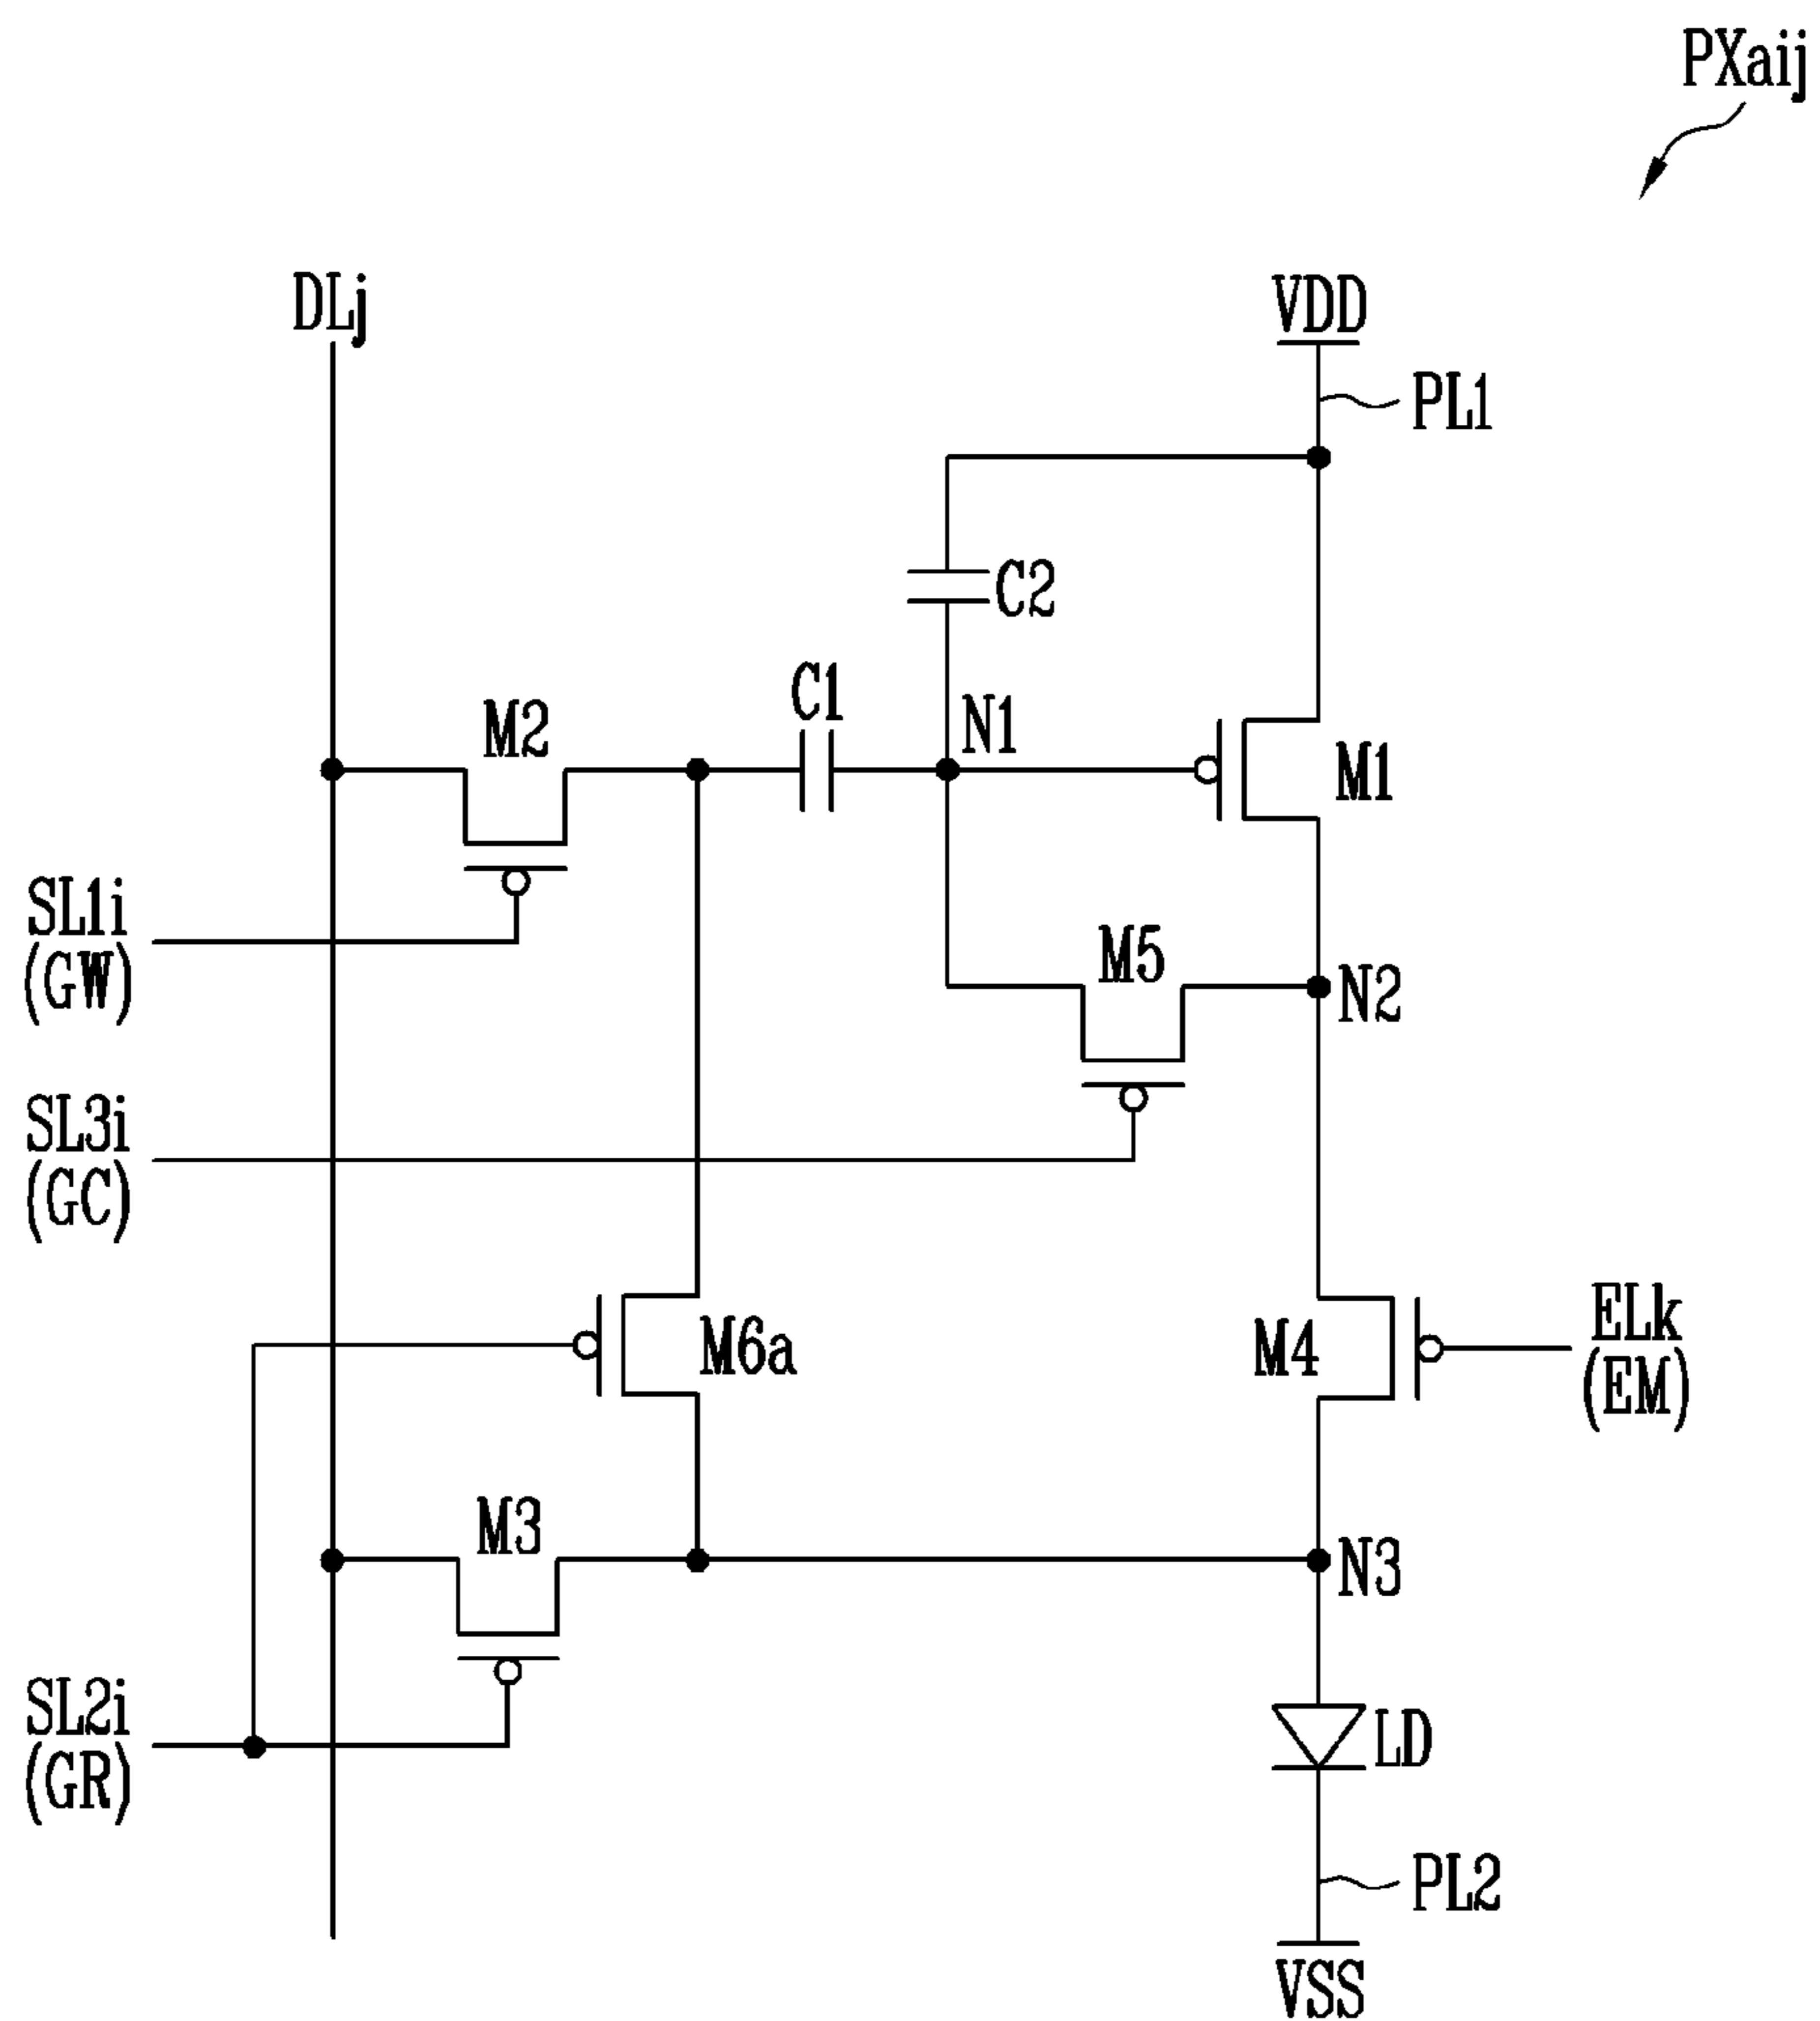 PXaij
DLj
VDD
PL1
C2
C1
N1
M2
M1
SL1i
(GW)
M5
N2
SL3i
(GC)
M6a
M4
ELk
(EM)
M3
N3
SL2i
(GR)
LD
PL2
VSS